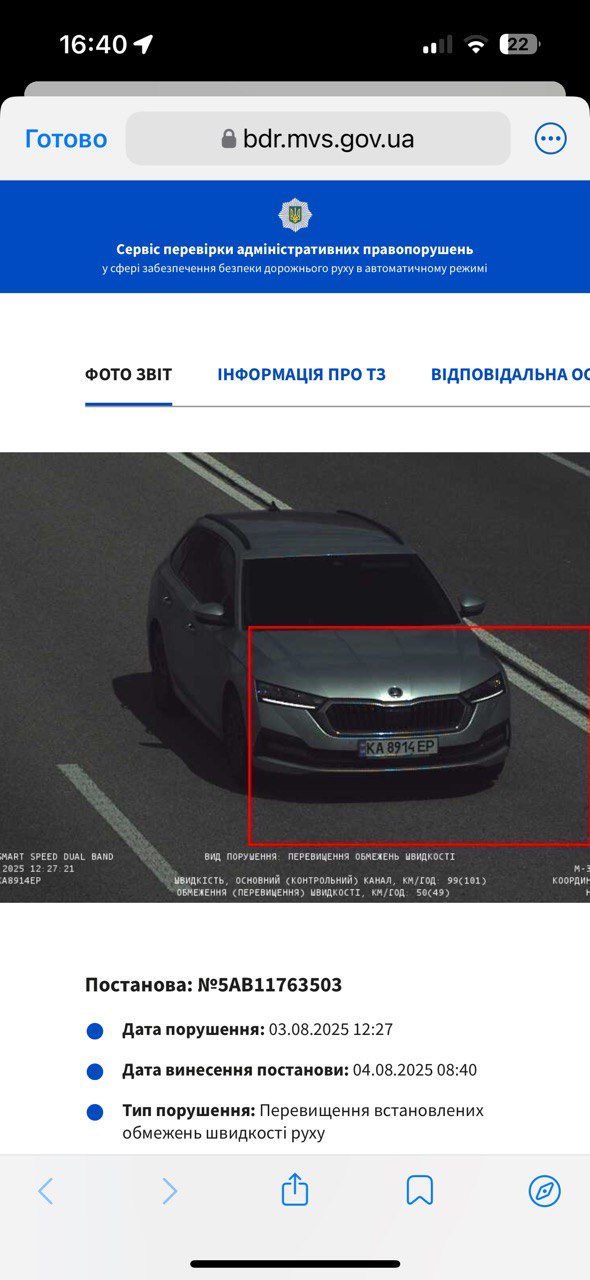 16:40
22
Готово
bdr.mvs.gov.ua
Сервіс перевірки адміністративних правопорушень
у сфері забезпечення безпеки дорожнього руху в автоматичному режимі
ФОТО ЗВІТ ІНФОРМАЦІЯ ПРО ТЗ ВІДПОВІДАЛЬНА ОС
KA 8914 EP
SMART SPEED DUAL BAND
2025 12:27:21
КА8914ЕР
ВИД ПОРУШЕННЯ: ПЕРЕВИЩЕННЯ ОБМЕЖЕНЬ ШВИДКОСТІ
ШВИДКІСТЬ, ОСНОВНИЙ (КОНТРОЛЬНИЙ) КАНАЛ, КМ/ГОД: 99(101)
ОБМЕЖЕННЯ (ПЕРЕВИЩЕННЯ) ШВИДКОСТІ, КМ/ГОД: 50(49)
М-3
КООРДИН
Постанова: №5АВ11763503
Дата порушення: 03.08.2025 12:27
Дата винесення постанови: 04.08.2025 08:40
Тип порушення: Перевищення встановлених
обмежень швидкості руху